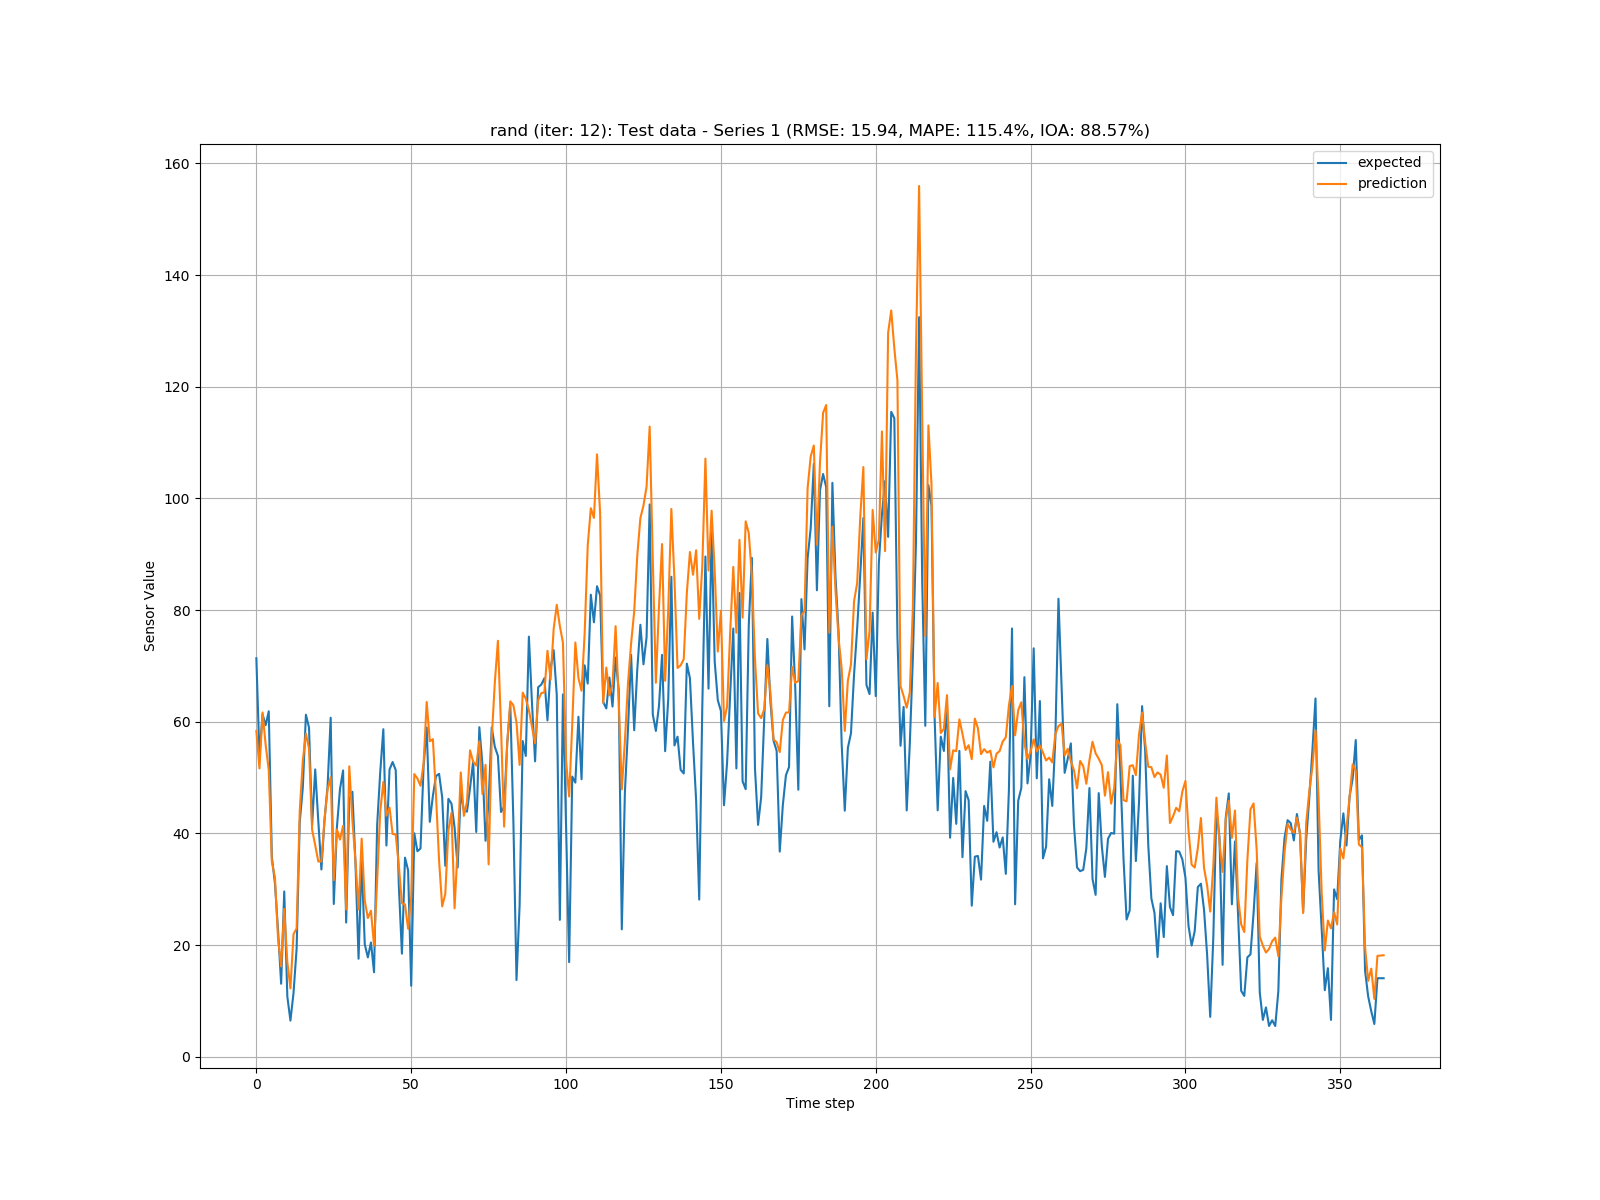 rand (iter: 12): Test data - Series 1 (RMSE: 15.94, MAPE: 115.4%, IOA: 88.57%)
expected
prediction
160
140
120
100
80
60
40
20
0
Sensor Value
0 50 100 150 200 250 300 350
Time step